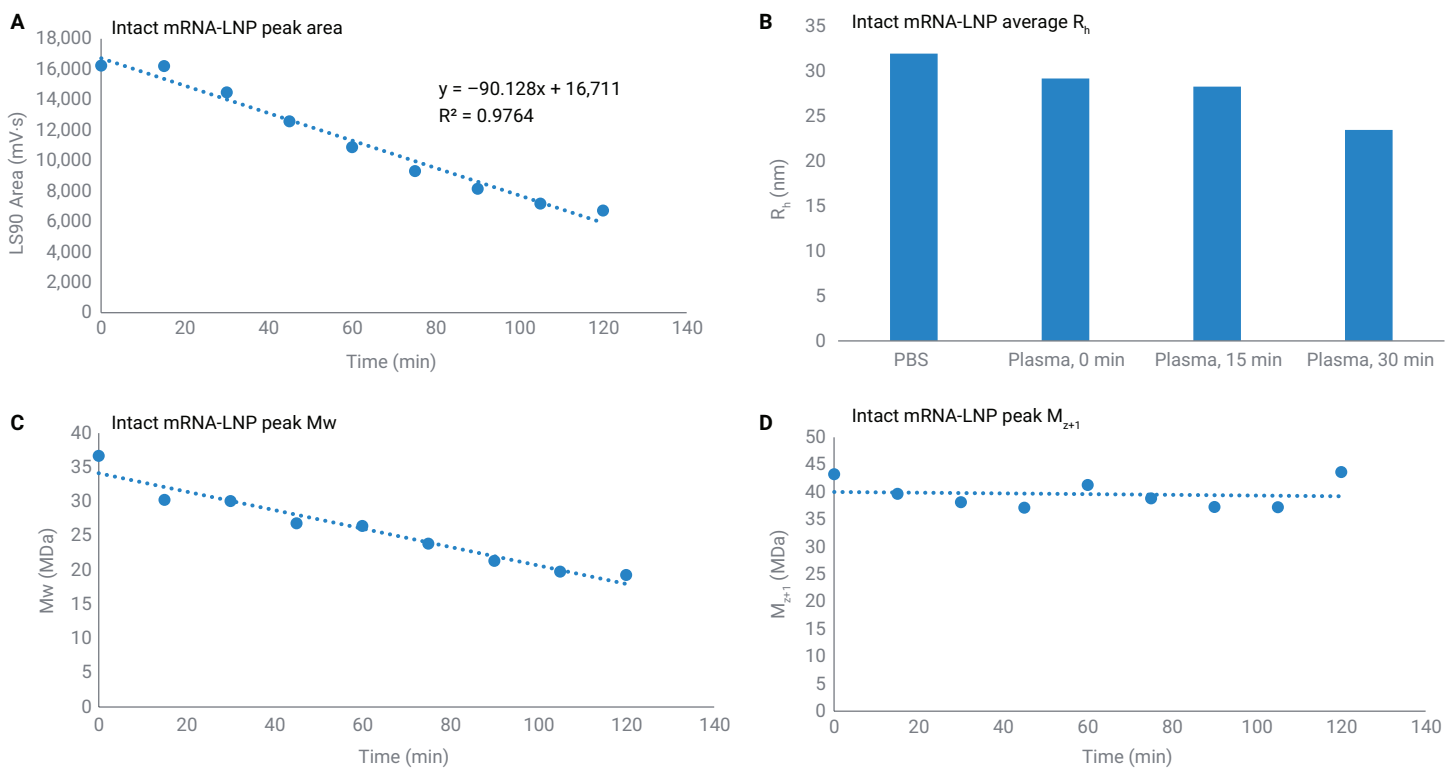 A
Intact mRNA-LNP peak area
18,000
16,000
14,000
12,000
10,000
8,000
6,000
4,000
2,000
0
LS90 Area (mV·s)
y = −90.128x + 16,711
R² = 0.9764
0 20 40 60 80 100 120 140
Time (min)
B
Intact mRNA-LNP average Rₕ
35
30
25
20
15
10
5
0
Rₕ (nm)
PBS Plasma, 0 min Plasma, 15 min Plasma, 30 min
C
Intact mRNA-LNP peak Mw
40
35
30
25
20
15
10
5
0
Mw (MDa)
0 20 40 60 80 100 120 140
Time (min)
D
Intact mRNA-LNP peak Mz+1
50
45
40
35
30
25
20
15
10
5
0
Mz+1 (MDa)
0 20 40 60 80 100 120 140
Time (min)